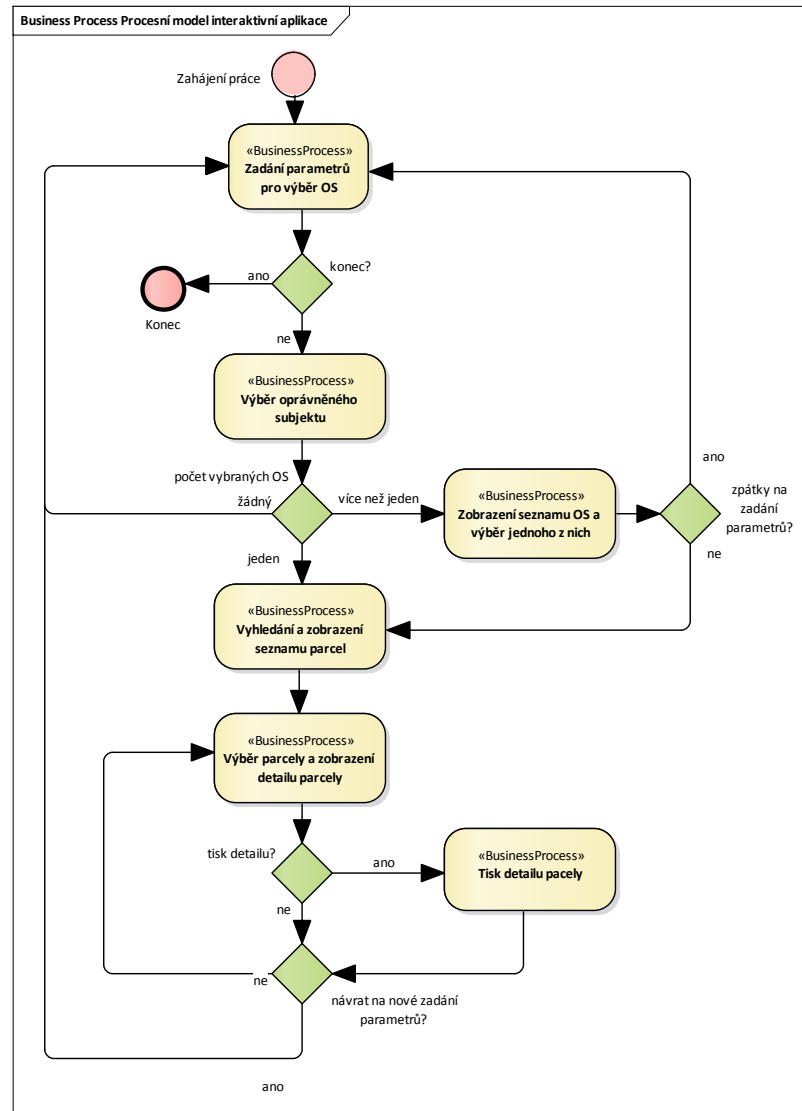 Business Process Procesní model interaktivní aplikace
Zahájení práce
«BusinessProcess»
Zadání parametrů
pro výběr OS
konec?
ano
Konec
ne
«BusinessProcess»
Výběr oprávněného
subjektu
počet vybraných OS
žádný
více než jeden
«BusinessProcess»
Zobrazení seznamu OS a
výběr jednoho z nich
ano
zpátky na
zadání
parametrů?
ne
jeden
«BusinessProcess»
Vyhledání a zobrazení
seznamu parcel
«BusinessProcess»
Výběr parcely a zobrazení
detailu parcely
tisk detailu?
ano
«BusinessProcess»
Tisk detailu pacely
ne
ne
návrat na nové zadání
parametrů?
ano